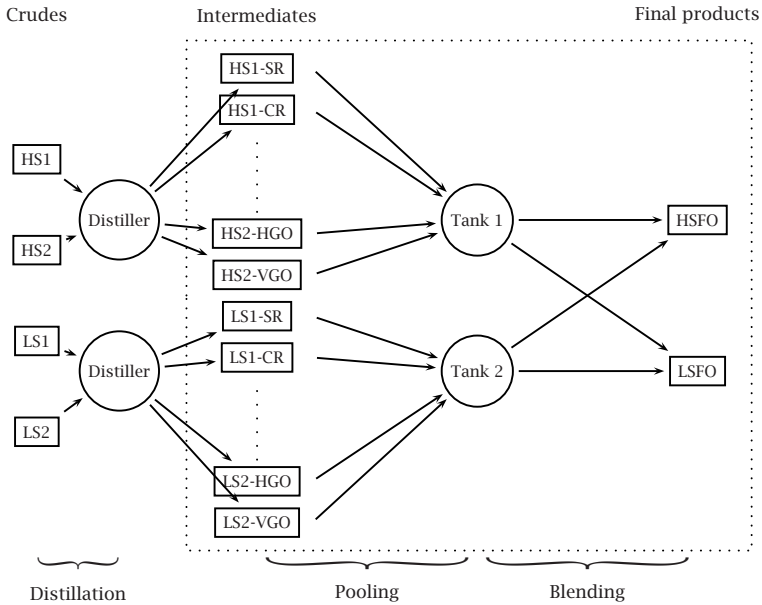 Crudes
Intermediates
Final products
HS1-SR
HS1-CR
HS1
Distiller
HS2
HS2-HGO
HS2-VGO
Tank 1
HSFO
LS1-SR
LS1
LS1-CR
Distiller
LS2
Tank 2
LSFO
LS2-HGO
LS2-VGO
Distillation
Pooling
Blending